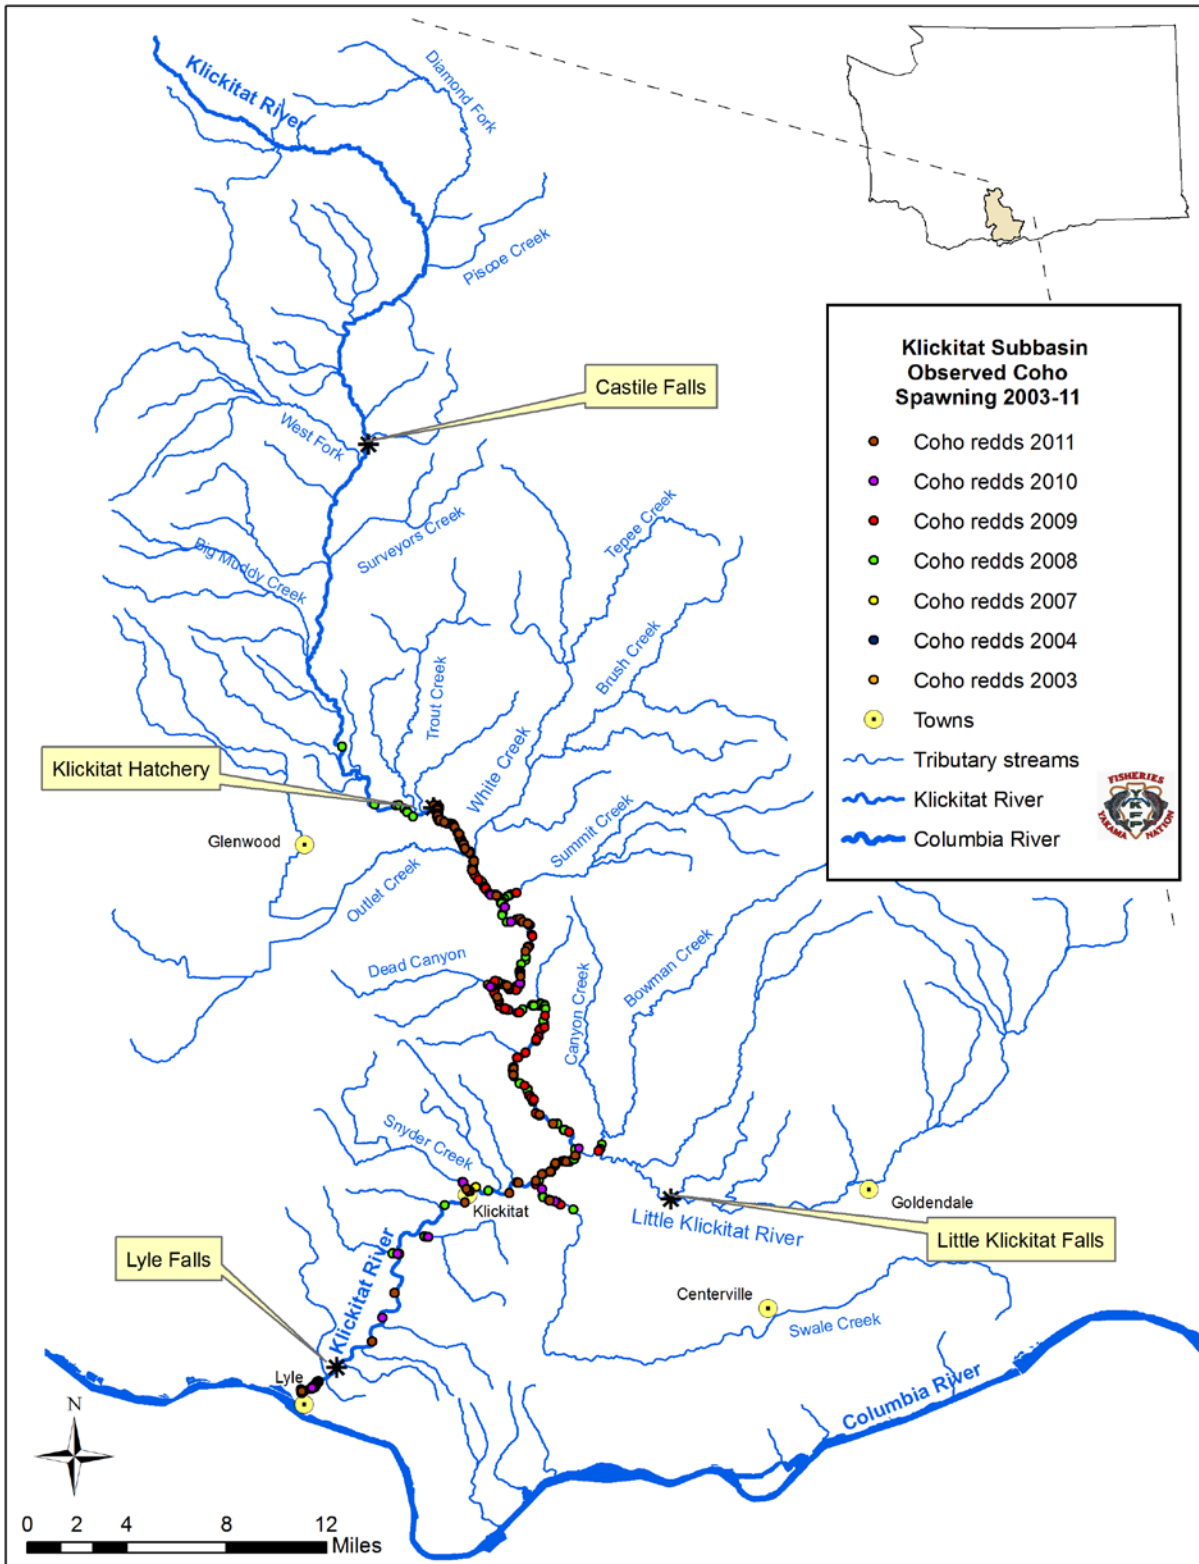 Klickitat River
Diamond Fork
Piscoe Creek
Castile Falls
West Fork
Surveyors Creek
Big Muddy Creek
Tepee Creek
Brush Creek
Trout Creek
White Creek
Klickitat Hatchery
Glenwood
Outlet Creek
Summit Creek
Dead Canyon
Canyon Creek
Bowman Creek
Snyder Creek
Klickitat
Goldendale
Little Klickitat River
Little Klickitat Falls
Lyle Falls
Klickitat River
Centerville
Swale Creek
Lyle
Columbia River
N
0 2 4 8 12
Miles
Klickitat Subbasin
Observed Coho
Spawning 2003-11
Coho redds 2011
Coho redds 2010
Coho redds 2009
Coho redds 2008
Coho redds 2007
Coho redds 2004
Coho redds 2003
Towns
Tributary streams
Klickitat River
Columbia River
FISHERIES
YKFP
YAKAMA NATION